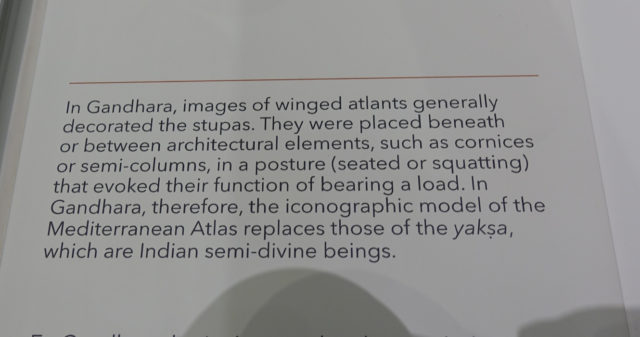 In Gandhara, images of winged atlants generally
decorated the stupas. They were placed beneath
or between architectural elements, such as cornices
or semi-columns, in a posture (seated or squatting)
that evoked their function of bearing a load. In
Gandhara, therefore, the iconographic model of the
Mediterranean Atlas replaces those of the yakṣa,
which are Indian semi-divine beings.